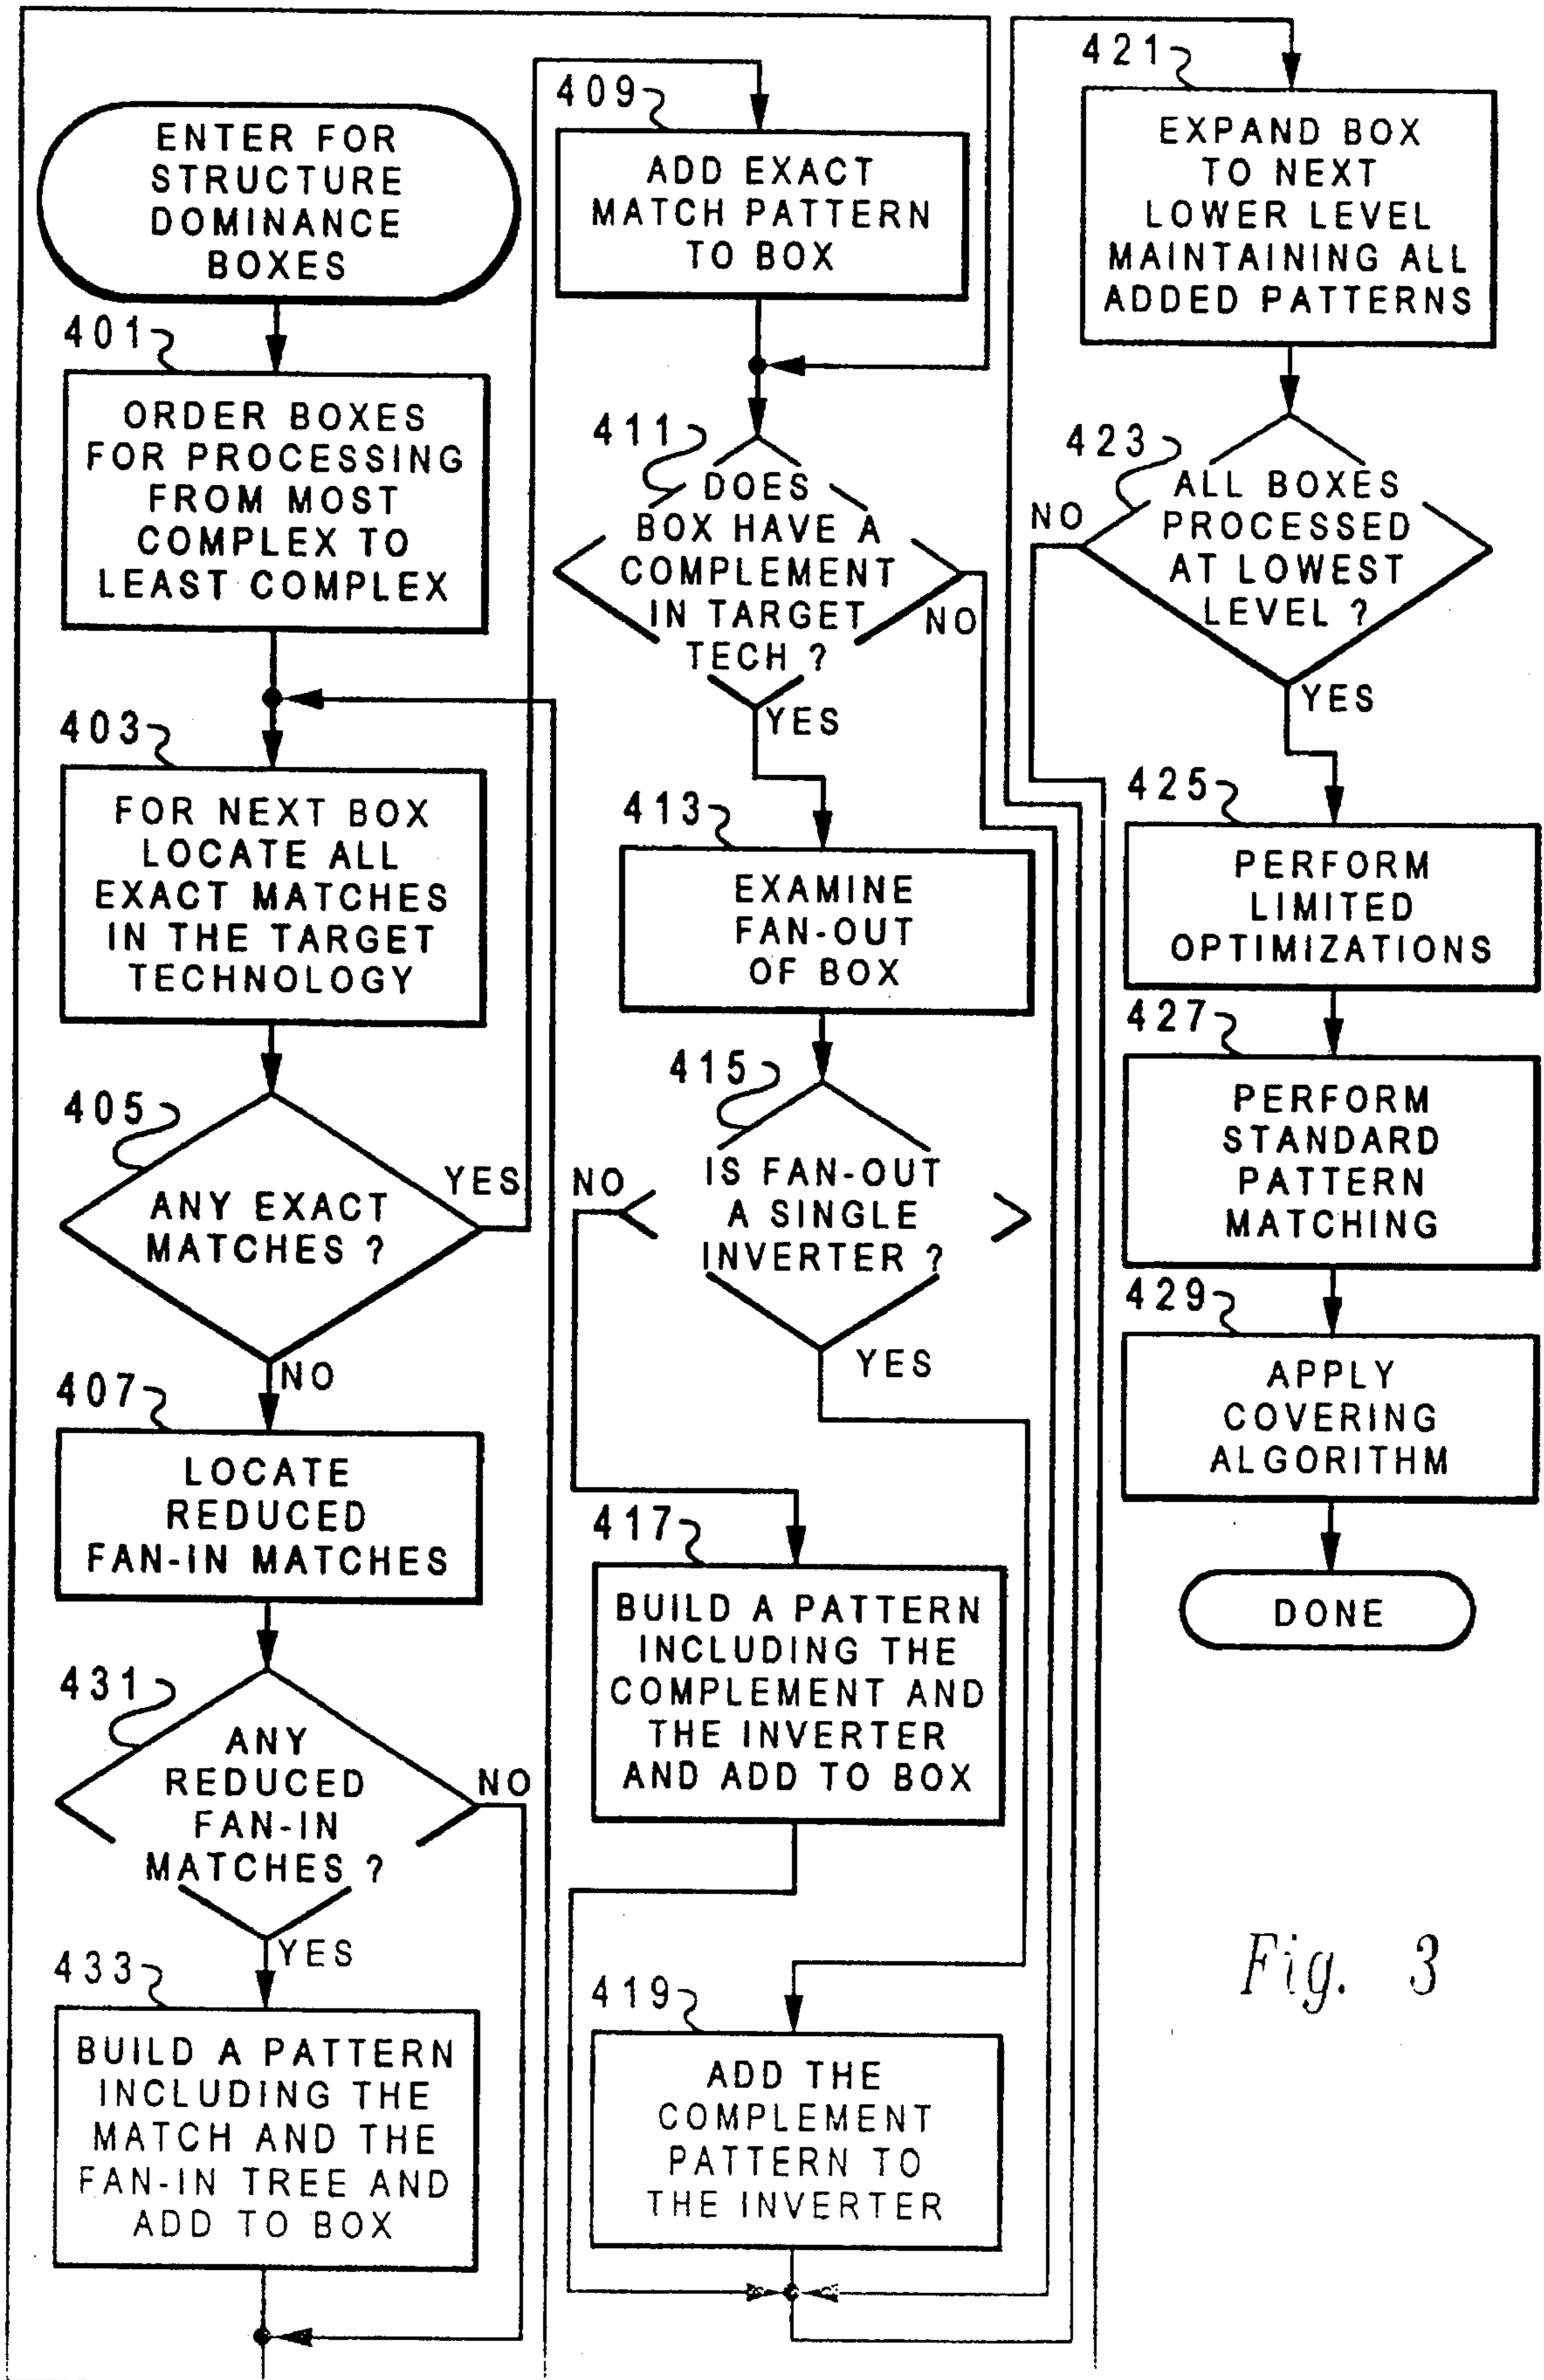 ENTER FOR
STRUCTURE
DOMINANCE
BOXES
401
ORDER BOXES
FOR PROCESSING
FROM MOST
COMPLEX TO
LEAST COMPLEX
403
FOR NEXT BOX
LOCATE ALL
EXACT MATCHES
IN THE TARGET
TECHNOLOGY
405
ANY EXACT
MATCHES ?
YES
NO
407
LOCATE
REDUCED
FAN-IN MATCHES
431
ANY
REDUCED
FAN-IN
MATCHES ?
NO
YES
433
BUILD A PATTERN
INCLUDING THE
MATCH AND THE
FAN-IN TREE AND
ADD TO BOX
409
ADD EXACT
MATCH PATTERN
TO BOX
411
DOES
BOX HAVE A
COMPLEMENT
IN TARGET
TECH ?
NO
YES
413
EXAMINE
FAN-OUT
OF BOX
415
IS FAN-OUT
A SINGLE
INVERTER ?
NO
YES
417
BUILD A PATTERN
INCLUDING THE
COMPLEMENT AND
THE INVERTER
AND ADD TO BOX
419
ADD THE
COMPLEMENT
PATTERN TO
THE INVERTER
421
EXPAND BOX
TO NEXT
LOWER LEVEL
MAINTAINING ALL
ADDED PATTERNS
423
ALL BOXES
PROCESSED
AT LOWEST
LEVEL ?
NO
YES
425
PERFORM
LIMITED
OPTIMIZATIONS
427
PERFORM
STANDARD
PATTERN
MATCHING
429
APPLY
COVERING
ALGORITHM
DONE
Fig. 3